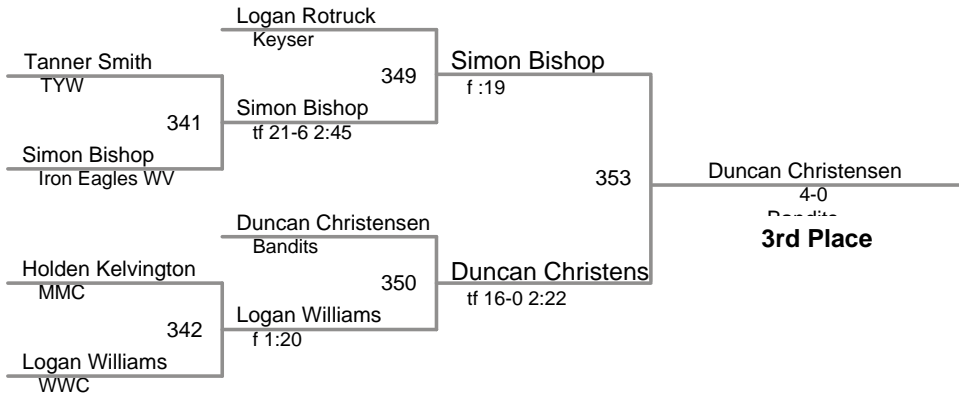 Logan Rotruck
Keyser
Tanner Smith
TYW
349
Simon Bishop
f :19
341
Simon Bishop
tf 21-6 2:45
Simon Bishop
Iron Eagles WV
353
Duncan Christensen
4-0
3rd Place
Duncan Christensen
Bandits
Holden Kelvington
MMC
350
Duncan Christens
tf 16-0 2:22
342
Logan Williams
f 1:20
Logan Williams
WWC